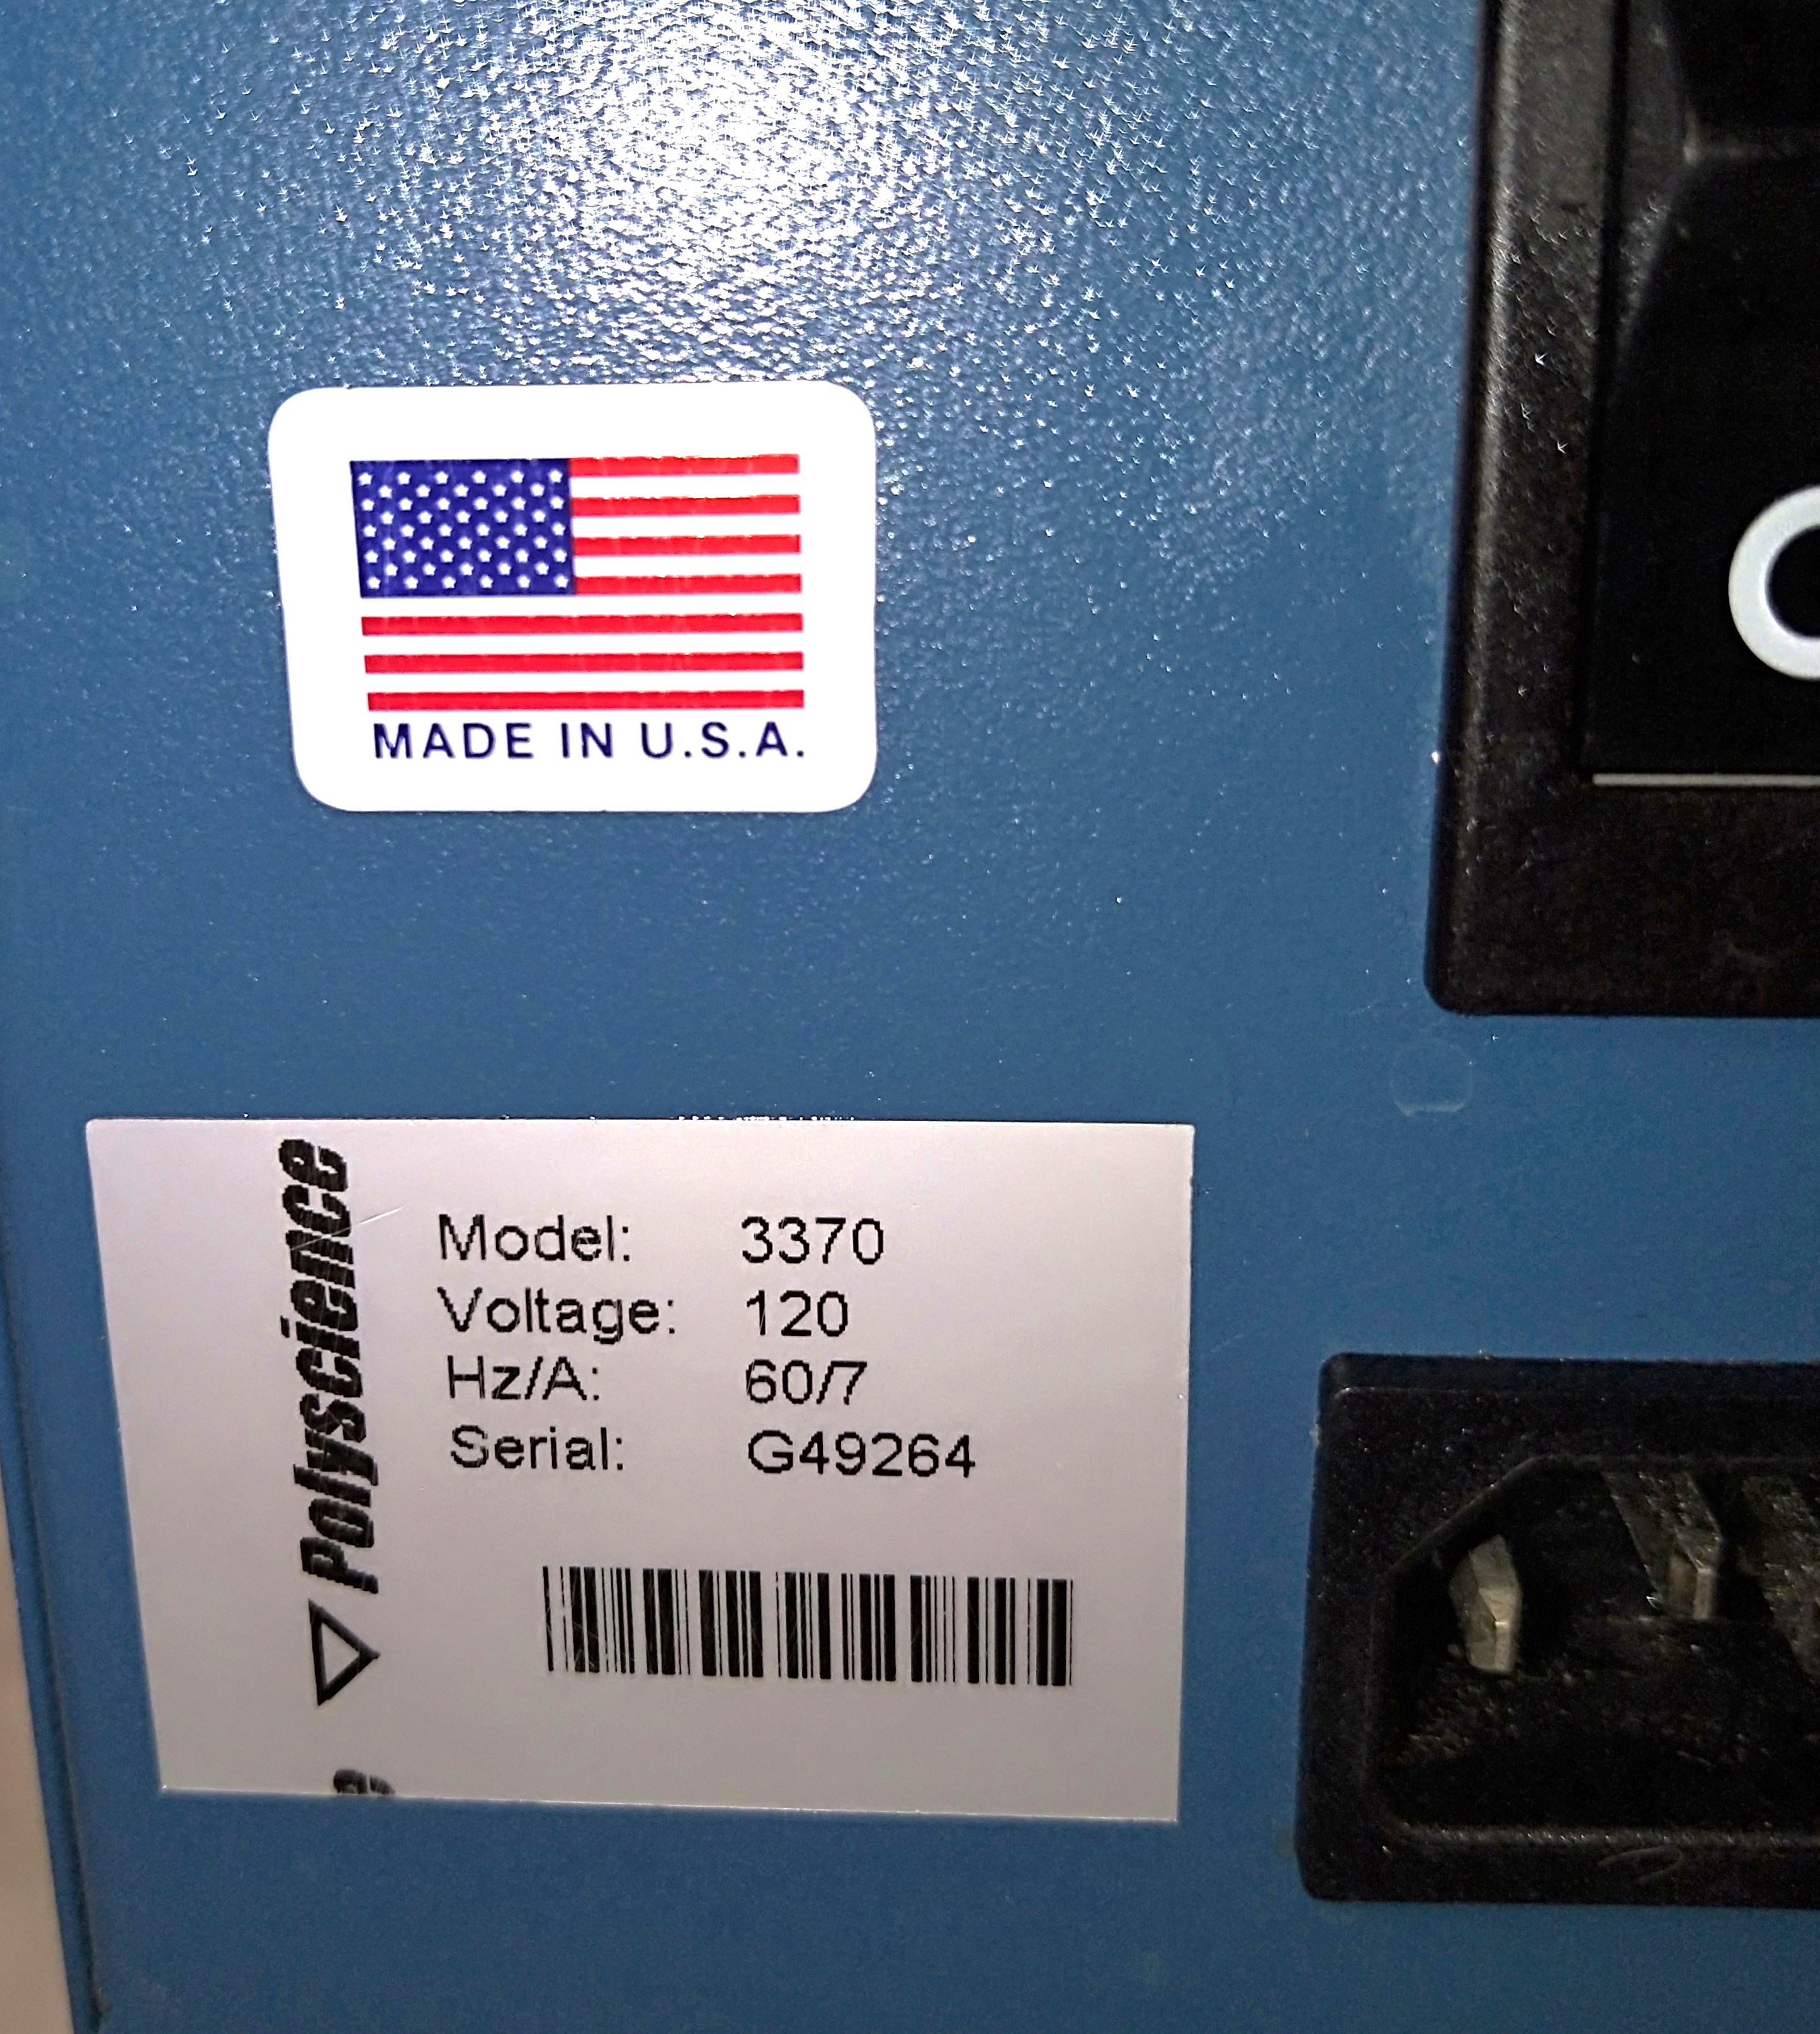 MADE IN U.S.A.
Polyscience
Model: 3370
Voltage: 120
Hz/A: 60/7
Serial: G49264